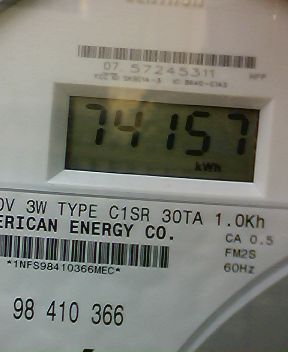 07 57245311
74157
kWh
0V 3W TYPE C1SR 30TA 1.0Kh
ERICAN ENERGY CO.
CA 0.5
FM2S
60Hz
*1NFS98410366MEC*
98 410 366